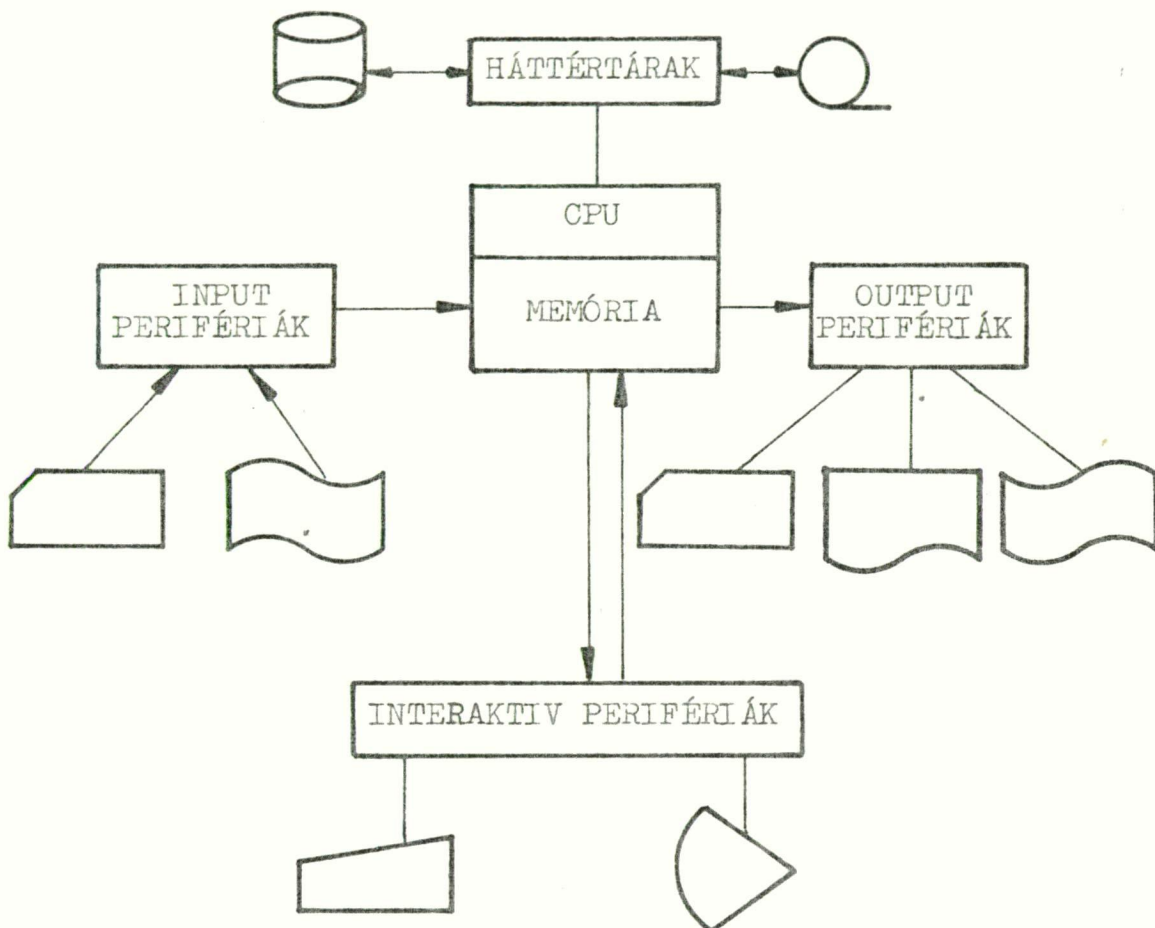 HÁTTÉRTÁRAK
CPU
MEMÓRIA
INPUT
PERIFÉRIÁK
OUTPUT
PERIFÉRIÁK
INTERAKTIV PERIFÉRIÁK